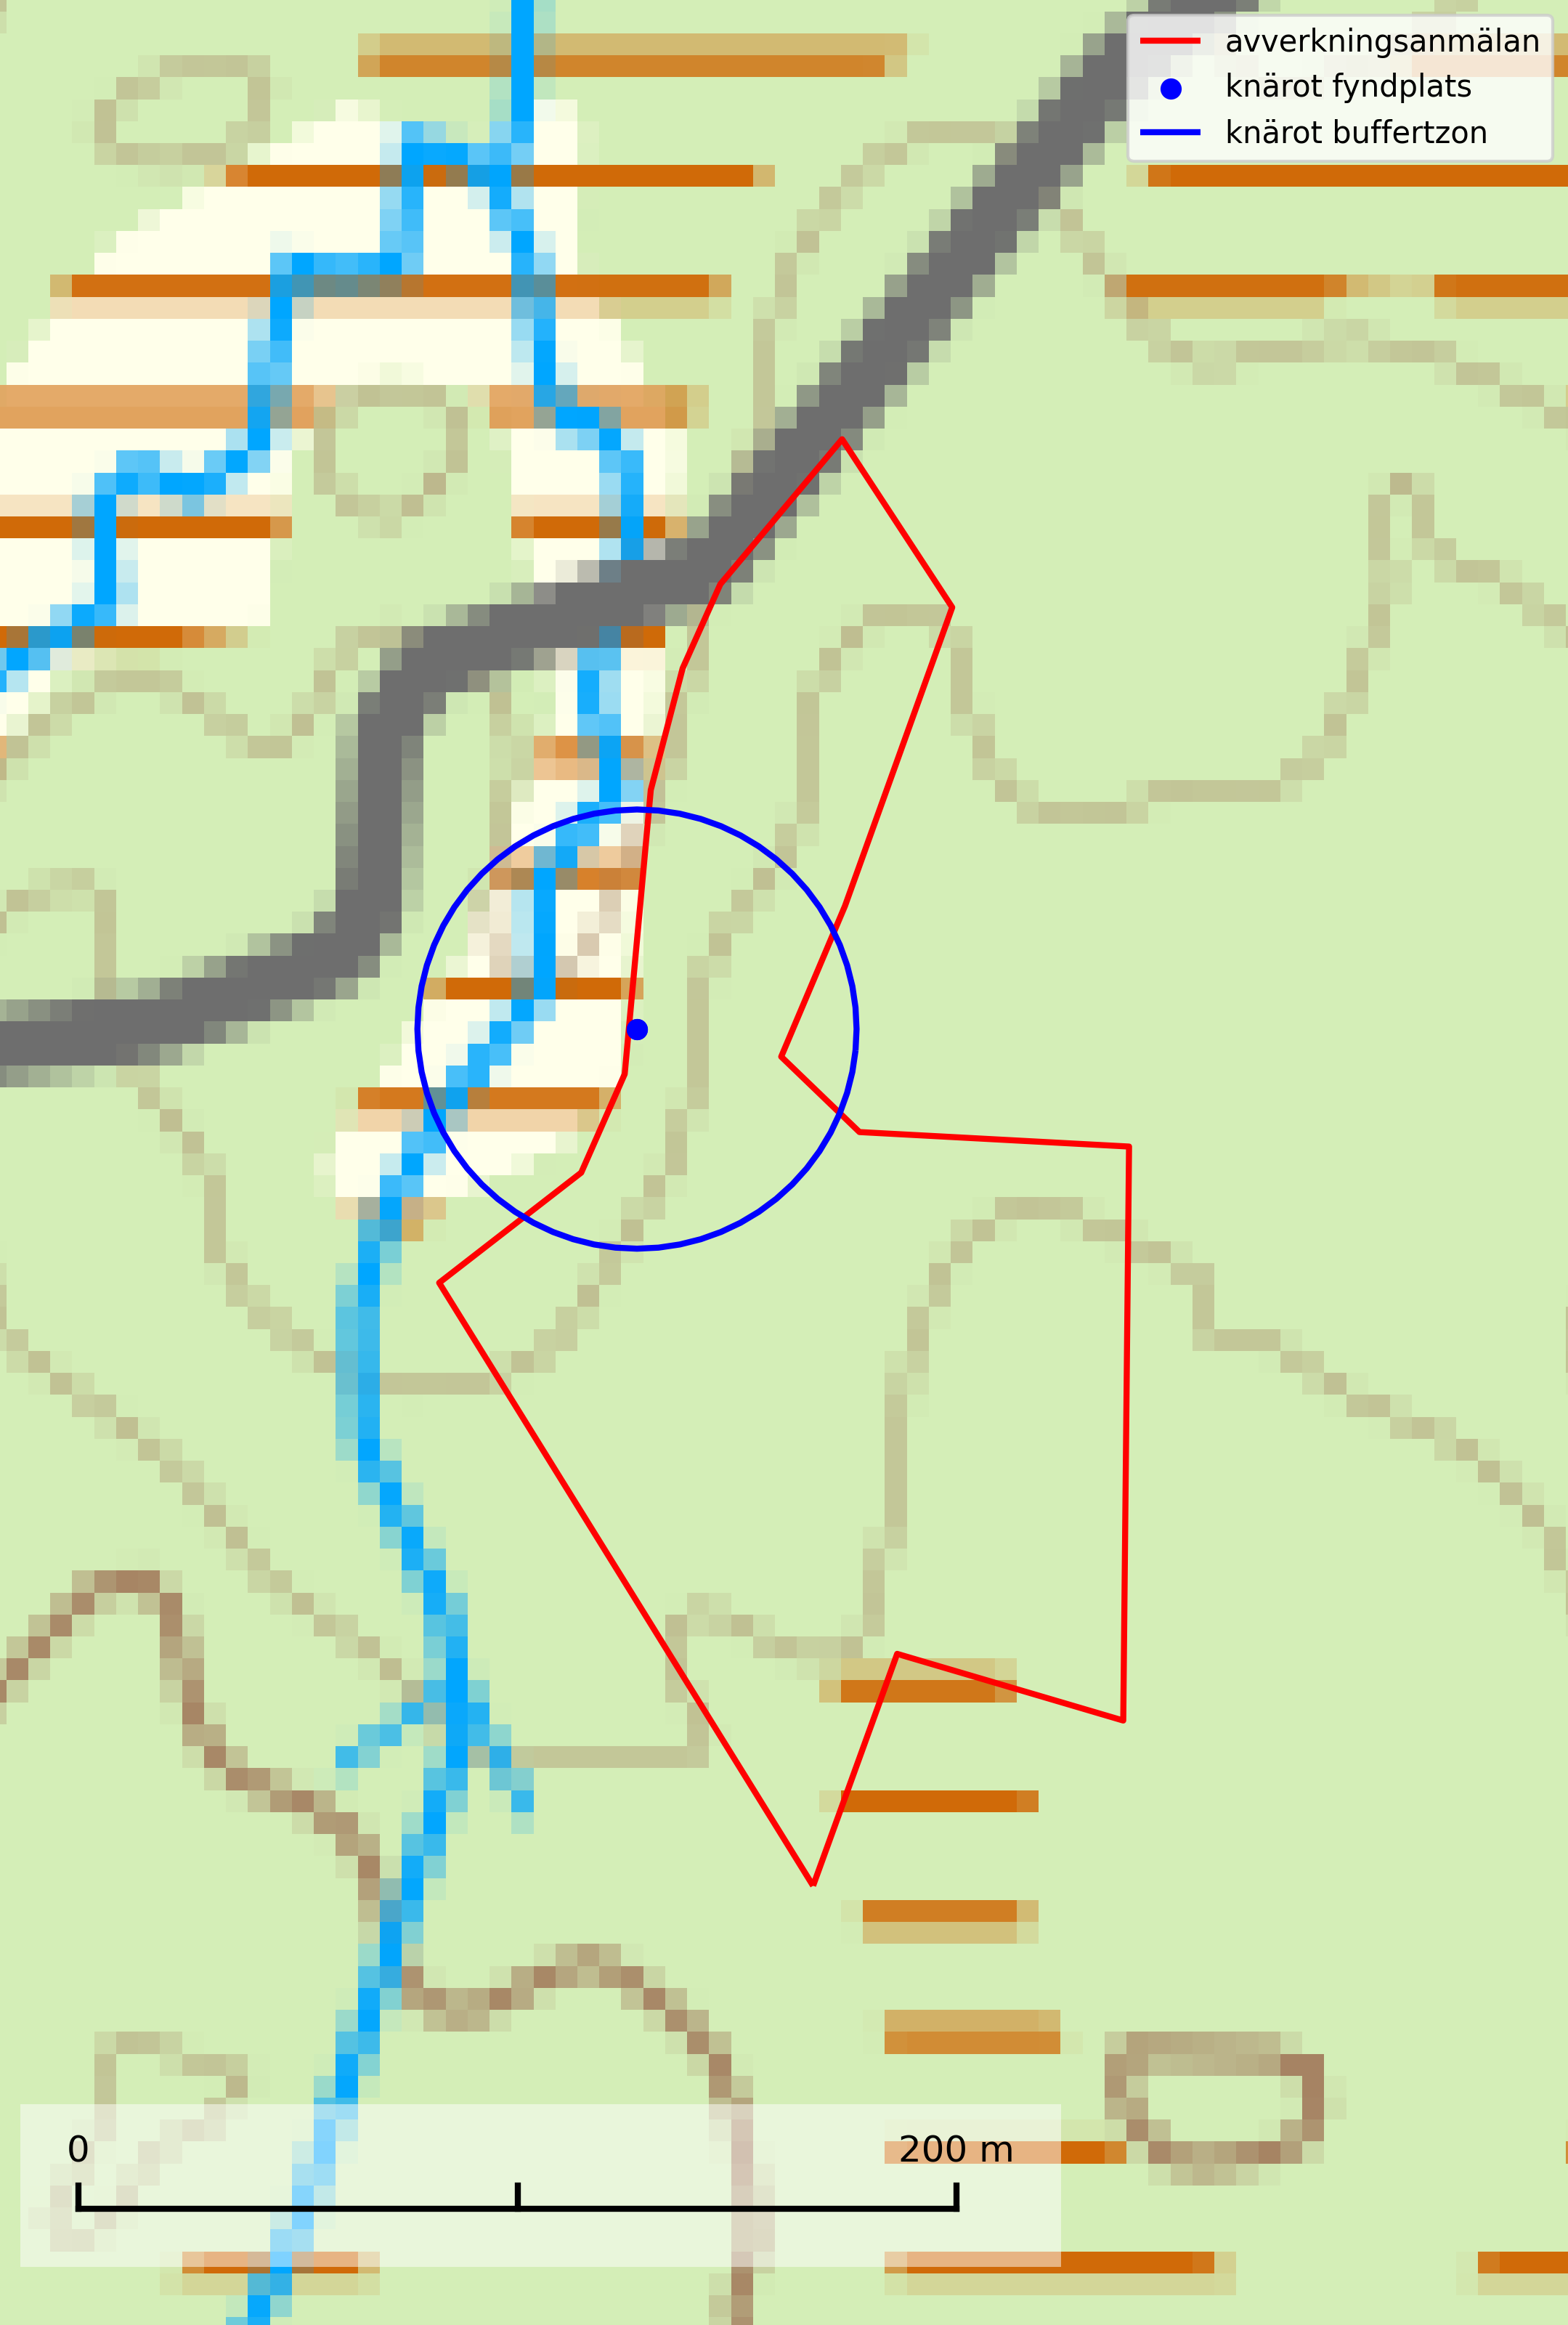 avverkningsanmälan
knärot fyndplats
knärot buffertzon
0 200 m